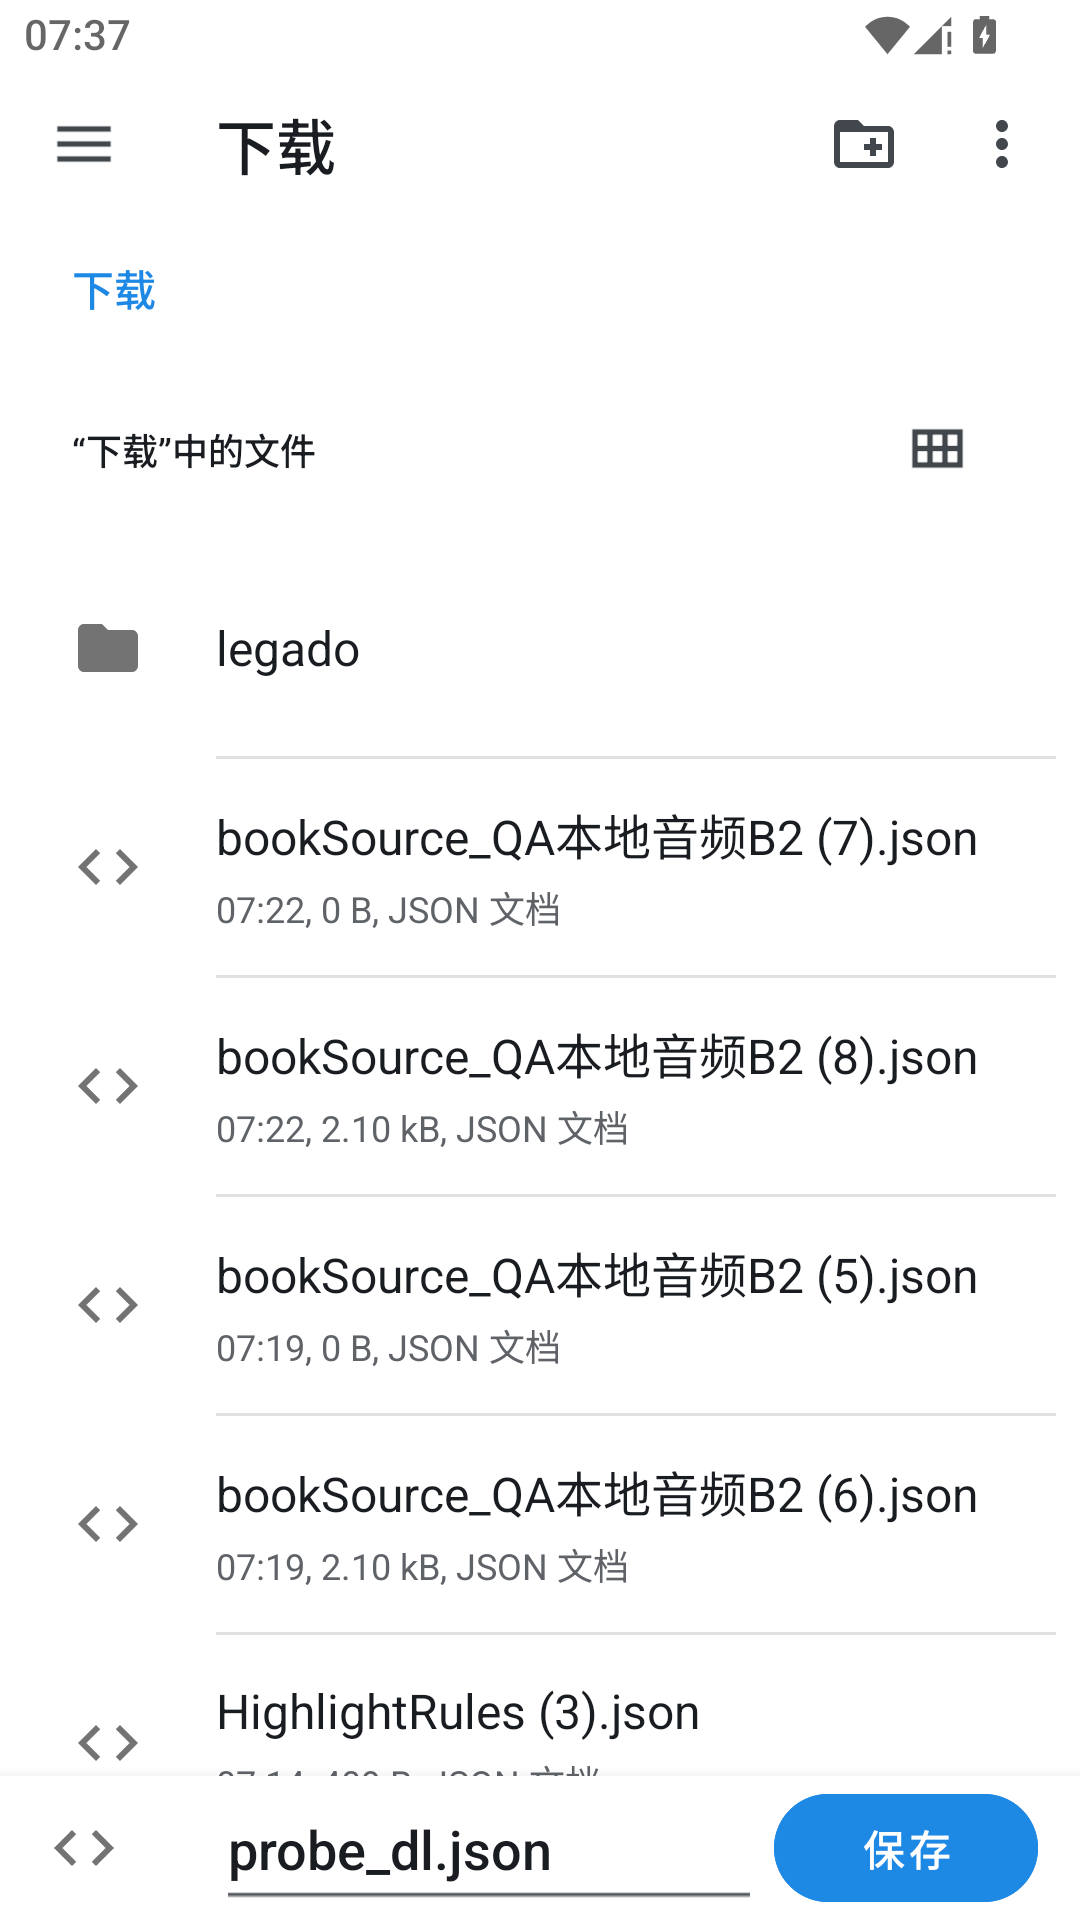 07:37
下载
下载
“下载”中的文件
legado
bookSource_QA本地音频B2 (7).json
07:22, 0 B, JSON 文档
bookSource_QA本地音频B2 (8).json
07:22, 2.10 kB, JSON 文档
bookSource_QA本地音频B2 (5).json
07:19, 0 B, JSON 文档
bookSource_QA本地音频B2 (6).json
07:19, 2.10 kB, JSON 文档
HighlightRules (3).json
probe_dl.json
保存